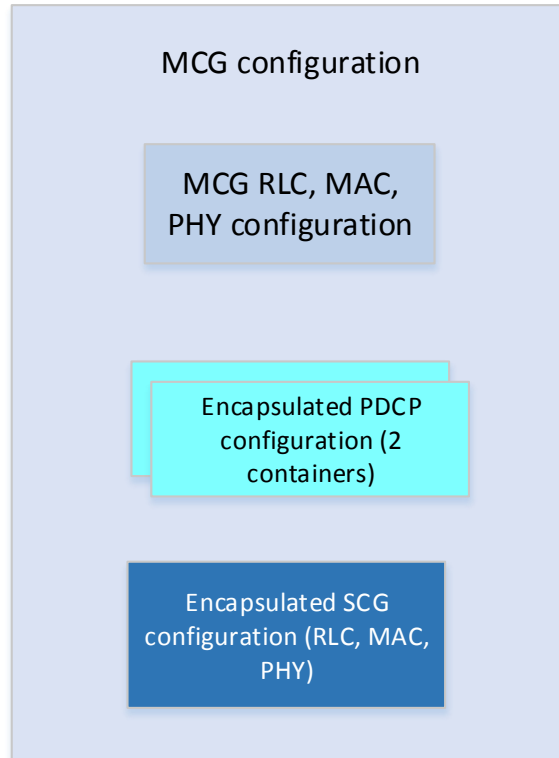 MCG configuration
MCG RLC, MAC,
PHY configuration
Encapsulated PDCP
configuration (2
containers)
Encapsulated SCG
configuration (RLC, MAC,
PHY)